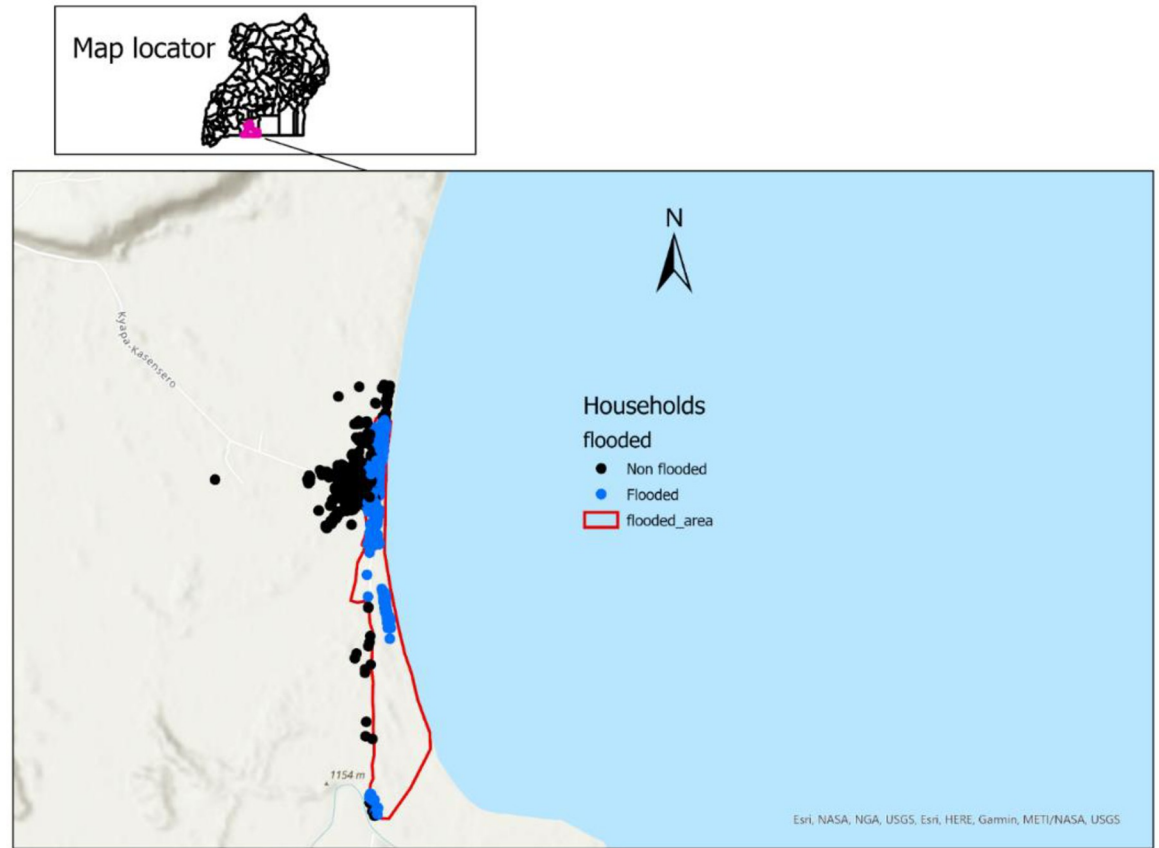 Map locator
N
Kyapa-Kasensero
Households
flooded
Non flooded
Flooded
flooded_area
1154 m
Esri, NASA, NGA, USGS, Esri, HERE, Garmin, METI/NASA, USGS